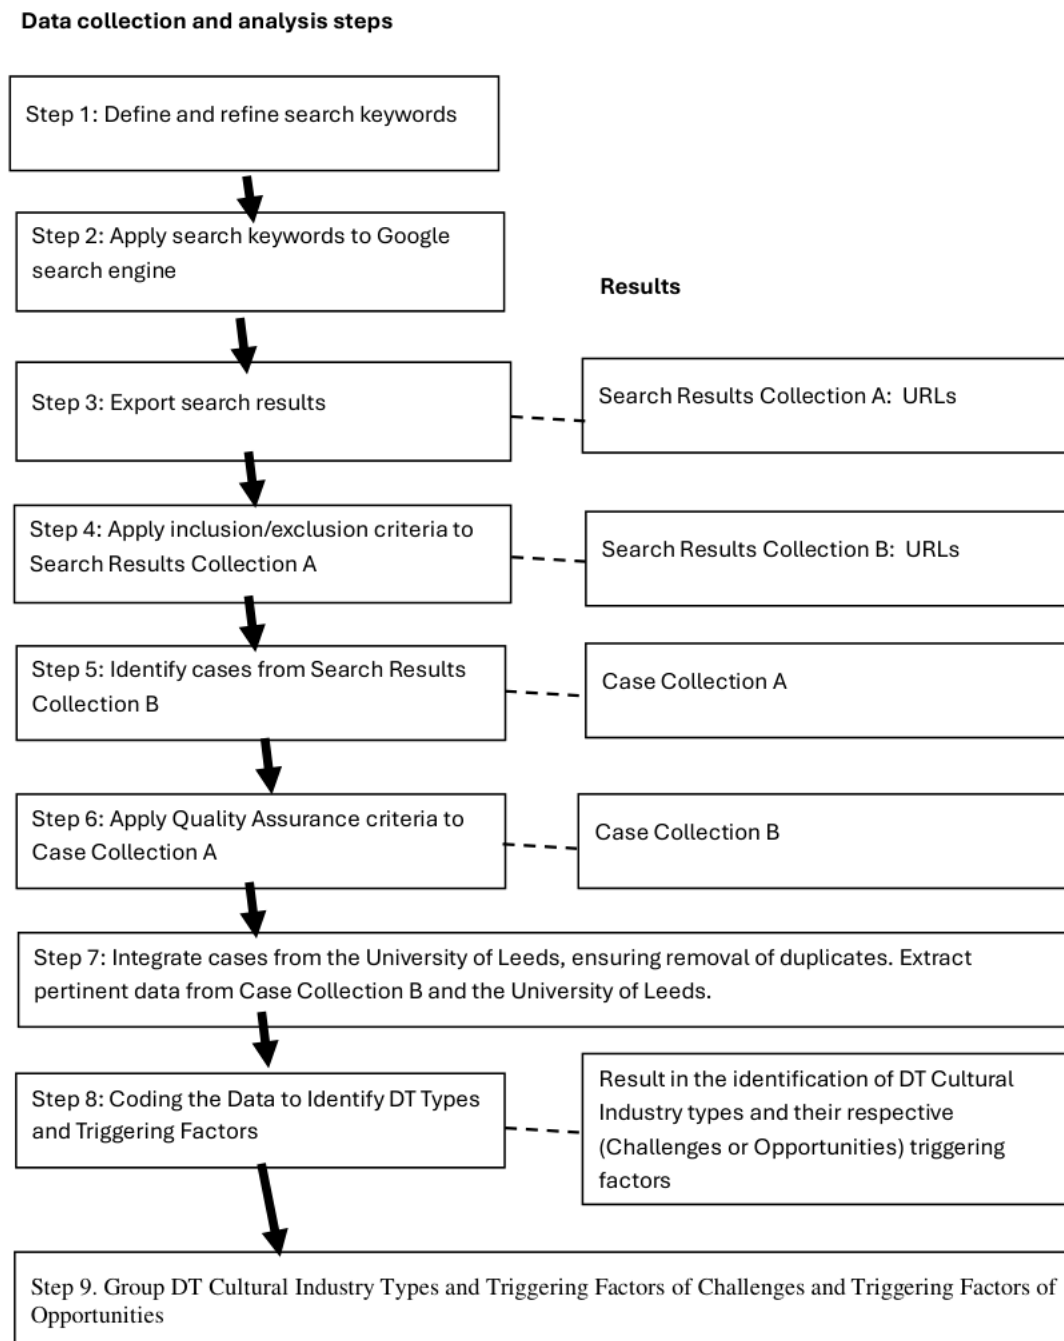 Data collection and analysis steps
Step 1: Define and refine search keywords
Step 2: Apply search keywords to Google
search engine
Results
Step 3: Export search results
Search Results Collection A:  URLs
Step 4: Apply inclusion/exclusion criteria to
Search Results Collection A
Search Results Collection B:  URLs
Step 5: Identify cases from Search Results
Collection B
Case Collection A
Step 6: Apply Quality Assurance criteria to
Case Collection A
Case Collection B
Step 7: Integrate cases from the University of Leeds, ensuring removal of duplicates. Extract
pertinent data from Case Collection B and the University of Leeds.
Step 8: Coding the Data to Identify DT Types
and Triggering Factors
Result in the identification of DT Cultural
Industry types and their respective
(Challenges or Opportunities) triggering
factors
Step 9. Group DT Cultural Industry Types and Triggering Factors of Challenges and Triggering Factors of
Opportunities